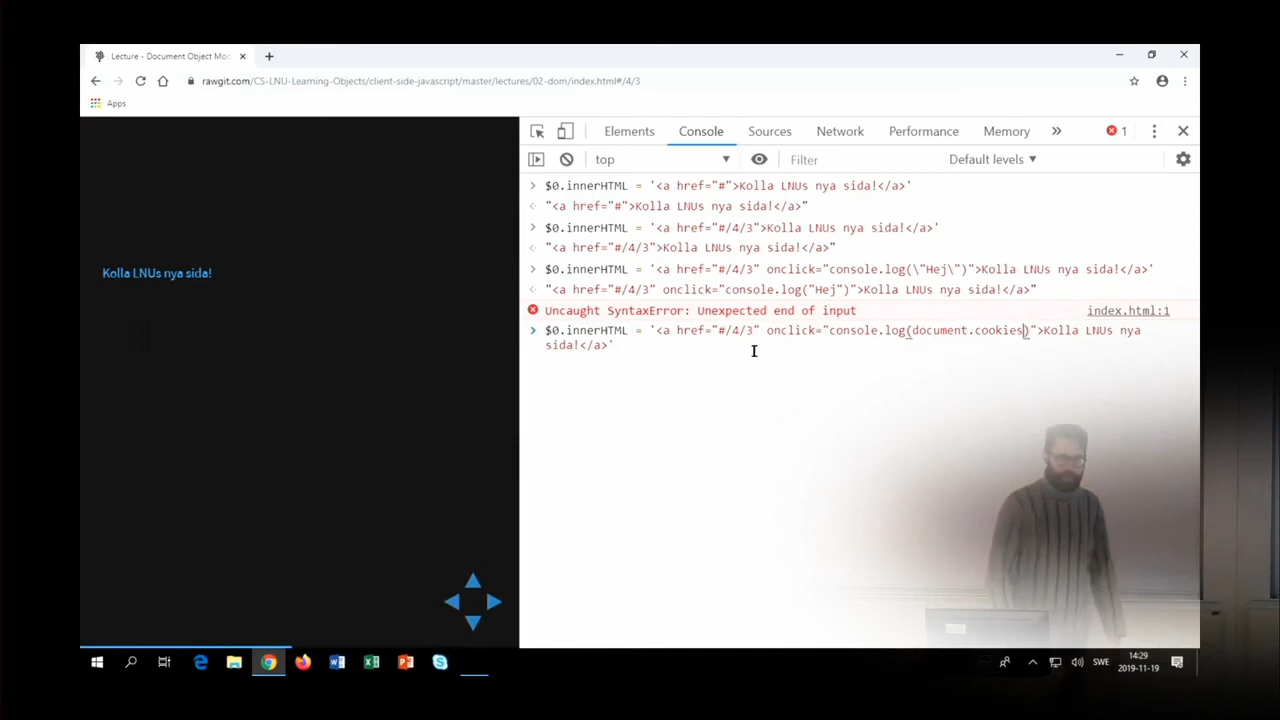 Lecture - Document Object Mod
rawgit.com/CS-LNU-Learning-Objects/client-side-javascript/master/lectures/02-dom/index.html#/4/3
Apps
Elements Console Sources Network Performance Memory » 1
top Filter Default levels
> $0.innerHTML = '<a href="#">Kolla LNUs nya sida!</a>'
"<a href="#">Kolla LNUs nya sida!</a>"
> $0.innerHTML = '<a href="#/4/3">Kolla LNUs nya sida!</a>'
"<a href="#/4/3">Kolla LNUs nya sida!</a>"
Kolla LNUs nya sida!
> $0.innerHTML = '<a href="#/4/3" onclick="console.log(\"Hej\")">Kolla LNUs nya sida!</a>'
"<a href="#/4/3" onclick="console.log("Hej")">Kolla LNUs nya sida!</a>"
Uncaught SyntaxError: Unexpected end of input index.html:1
> $0.innerHTML = '<a href="#/4/3" onclick="console.log(document.cookies)">Kolla LNUs nya
sida!</a>'
SWE
14:29
2019-11-19